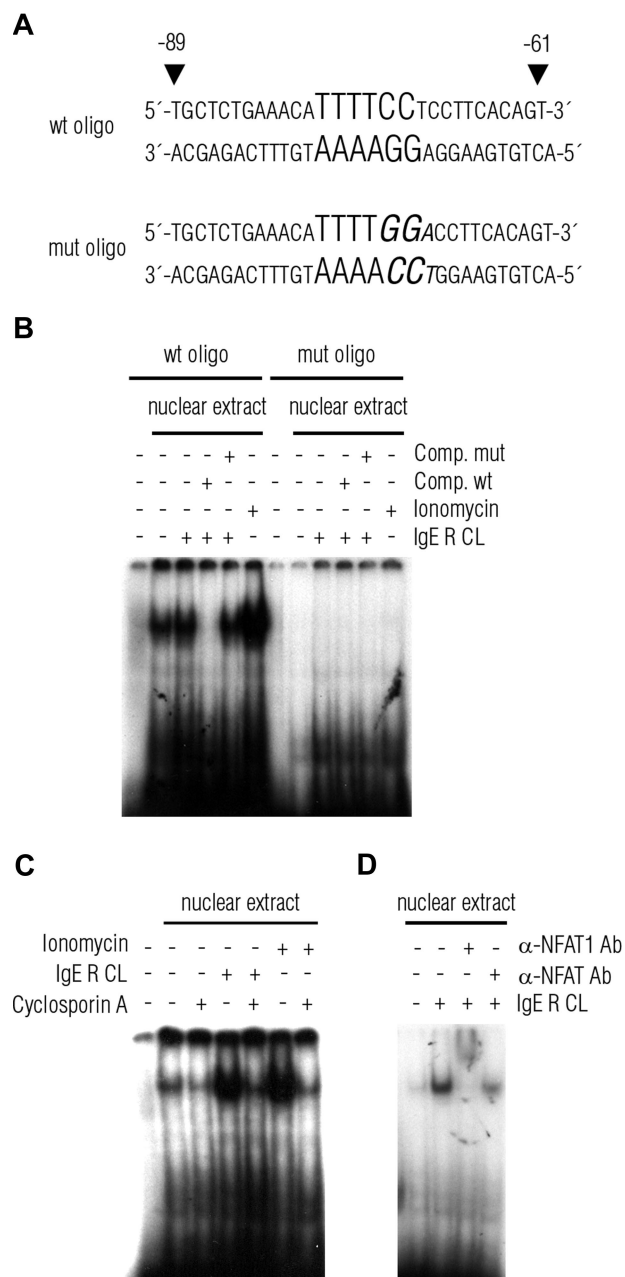 A
-89 -61
wt oligo
5´-TGCTCTGAAACATTTTCCTCCTTCACAGT-3´
3´-ACGAGACTTTGTAAAAGGAGGAAGTGTCA-5´
mut oligo
5´-TGCTCTGAAACATTTTGGACCTTCACAGT-3´
3´-ACGAGACTTTGTAAAACCTGGAAGTGTCA-5´
B
wt oligo mut oligo
nuclear extract nuclear extract
- - - - + - - - - - + - Comp. mut
- - - + - - - - - + - - Comp. wt
- - - - - + - - - - - + Ionomycin
- - + + + - - - + + + - IgE R CL
C
nuclear extract
Ionomycin - - - - - + +
IgE R CL - - - + + - -
Cyclosporin A - - + - + - +
D
nuclear extract
- - + - α-NFAT1 Ab
- - - + α-NFAT Ab
- + + + IgE R CL